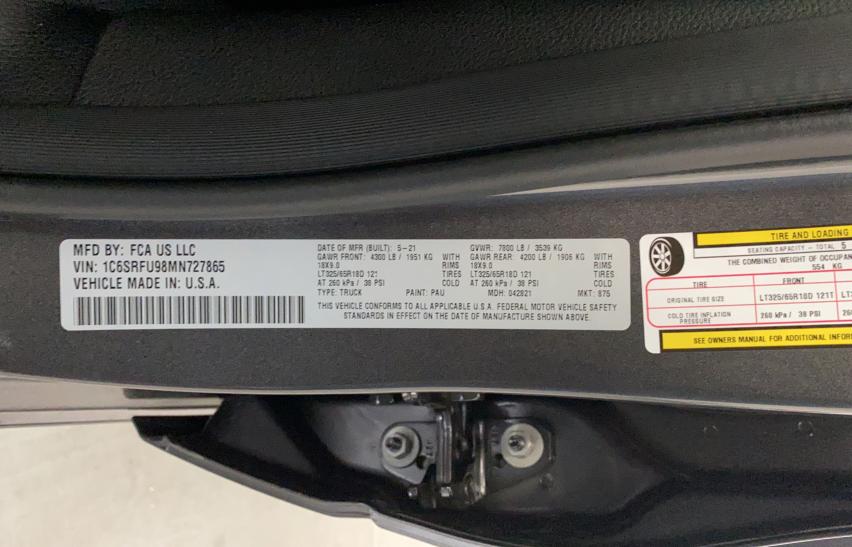 MFD BY: FCA US LLC
VIN: 1C6SRFU98MN727865
VEHICLE MADE IN: U.S.A.
DATE OF MFR (BUILT): 5-21 GVWR: 7800 LB / 3539 KG
GAWR FRONT: 4300 LB / 1951 KG WITH GAWR REAR: 4200 LB / 1906 KG WITH
18X9.0 RIMS 18X9.0 RIMS
LT325/65R18D 121 TIRES LT325/65R18D 121 TIRES
AT 260 kPa / 38 PSI COLD AT 260 kPa / 38 PSI COLD
TYPE: TRUCK PAINT: PAU MDH: 042821 MKT: 875
THIS VEHICLE CONFORMS TO ALL APPLICABLE U.S.A. FEDERAL MOTOR VEHICLE SAFETY
STANDARDS IN EFFECT ON THE DATE OF MANUFACTURE SHOWN ABOVE.
TIRE AND LOADING
SEATING CAPACITY - TOTAL 5
THE COMBINED WEIGHT OF OCCUPAN
554 KG
TIRE FRONT
ORIGINAL TIRE SIZE LT325/65R18D 121T
COLD TIRE INFLATION PRESSURE 260 kPa / 38 PSI
SEE OWNERS MANUAL FOR ADDITIONAL INFOR